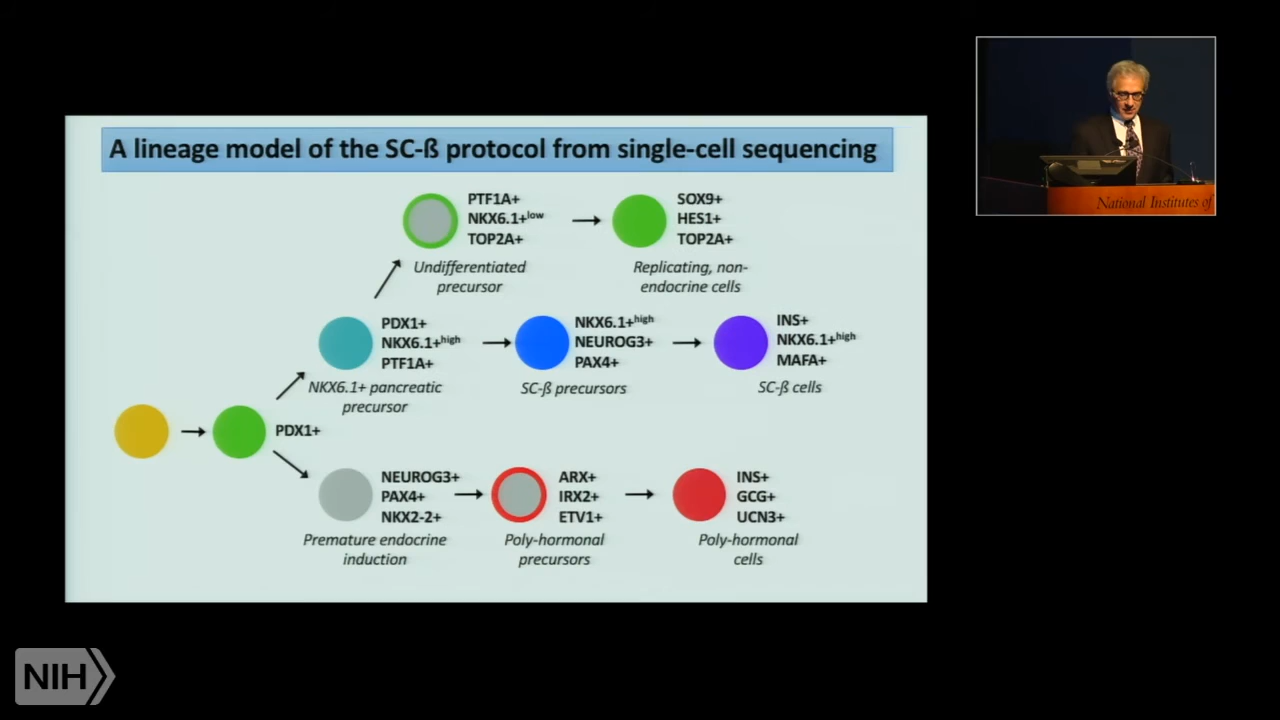 A lineage model of the SC-ß protocol from single-cell sequencing
PTF1A+
NKX6.1+low
TOP2A+
Undifferentiated
precursor
SOX9+
HES1+
TOP2A+
Replicating, non-
endocrine cells
PDX1+
NKX6.1+high
PTF1A+
NKX6.1+ pancreatic
precursor
NKX6.1+high
NEUROG3+
PAX4+
SC-ß precursors
INS+
NKX6.1+high
MAFA+
SC-ß cells
PDX1+
NEUROG3+
PAX4+
NKX2-2+
Premature endocrine
induction
ARX+
IRX2+
ETV1+
Poly-hormonal
precursors
INS+
GCG+
UCN3+
Poly-hormonal
cells
National Institutes of
NIH